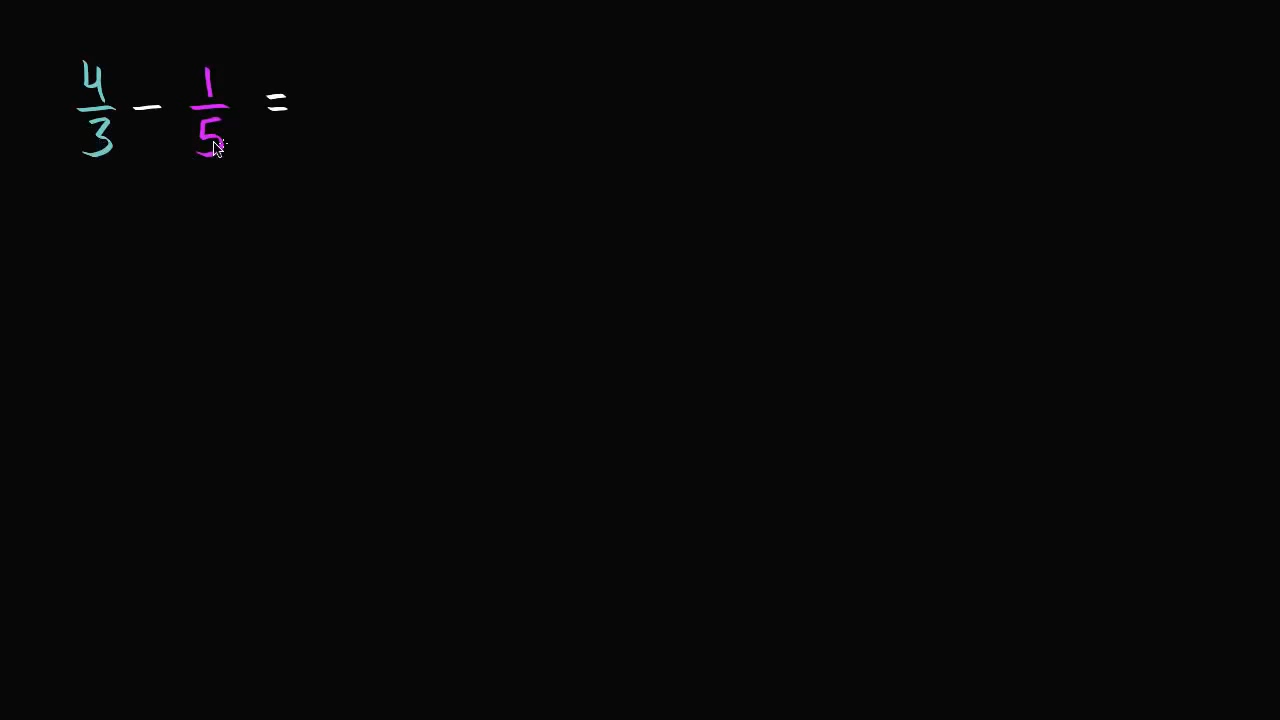 4/3 - 1/5 =